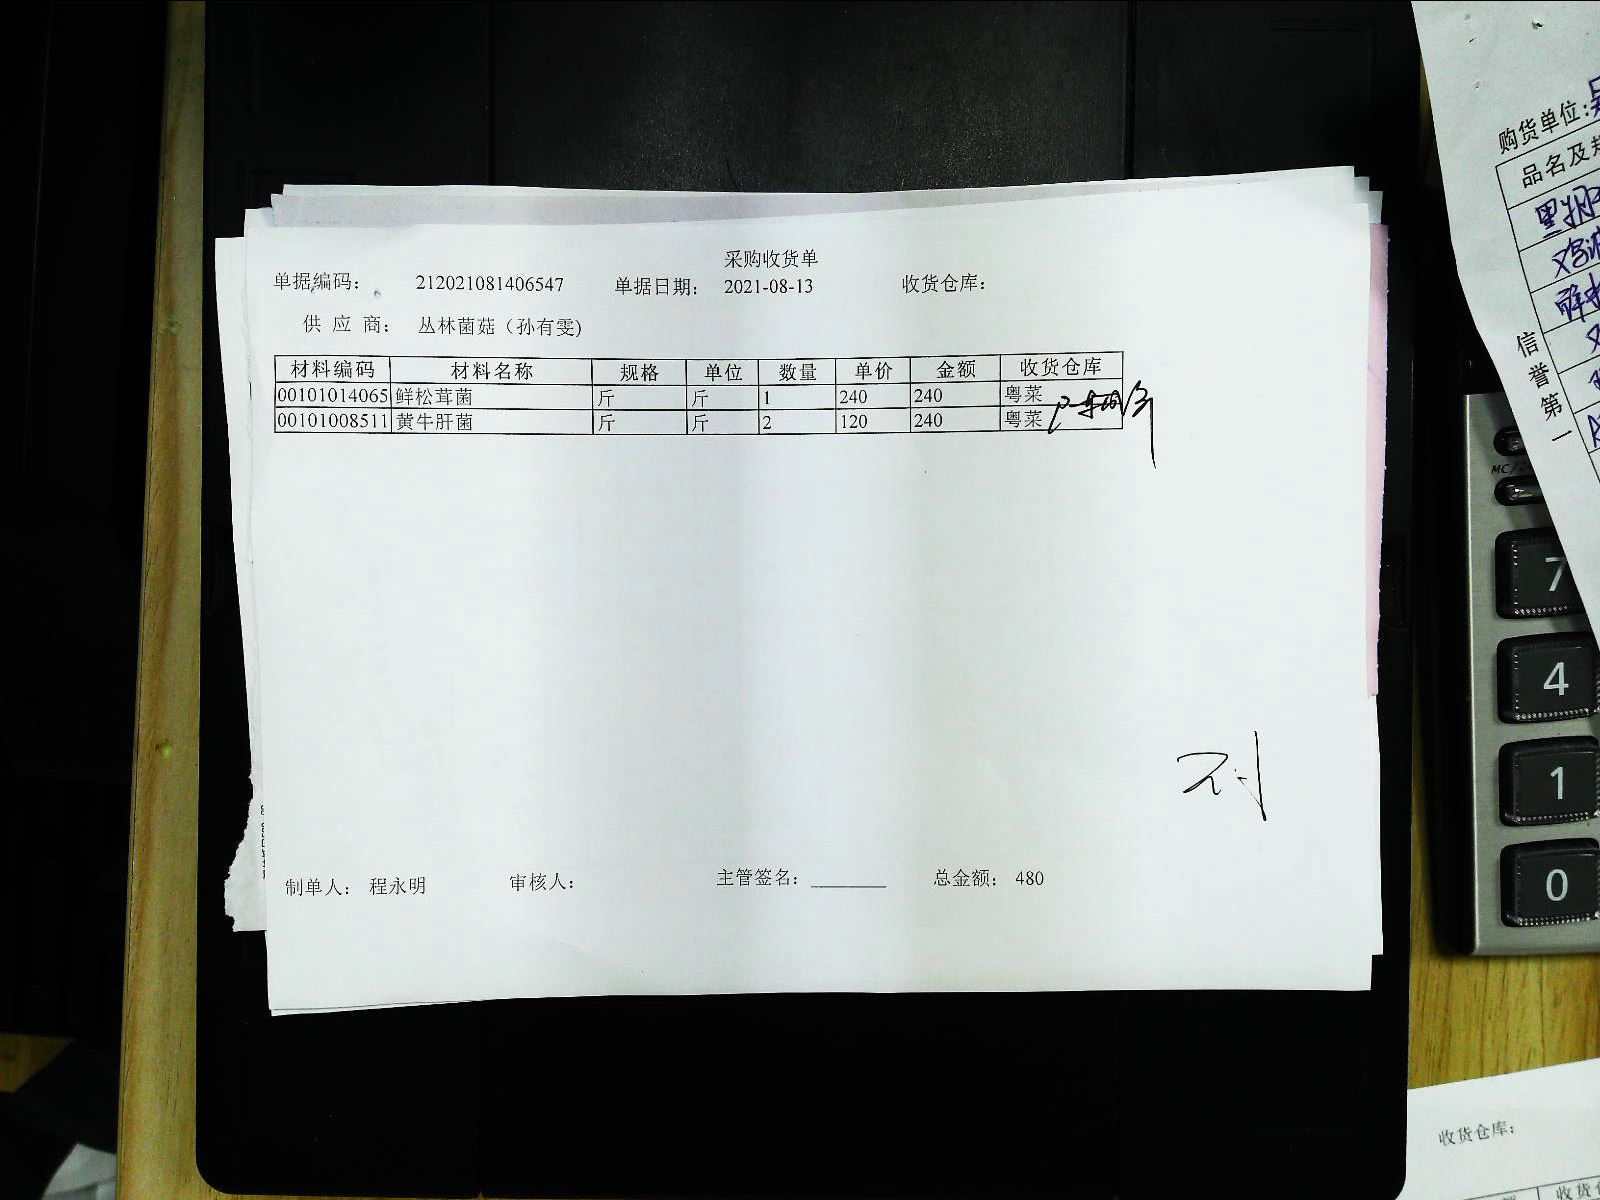 采购收货单
单据编码： 212021081406547 单据日期： 2021-08-13 收货仓库：
供 应 商： 丛林菌菇（孙有雯)
材料编码 材料名称 规格 单位 数量 单价 金额 收货仓库
00101014065 鲜松茸菌 斤 斤 1 240 240 粤菜
00101008511 黄牛肝菌 斤 斤 2 120 240 粤菜
制单人： 程永明 审核人： 主管签名： ________ 总金额： 480
购货单位：
品名及规
信誉第一
MC/
7
4
1
0
收货仓库：
收货仓